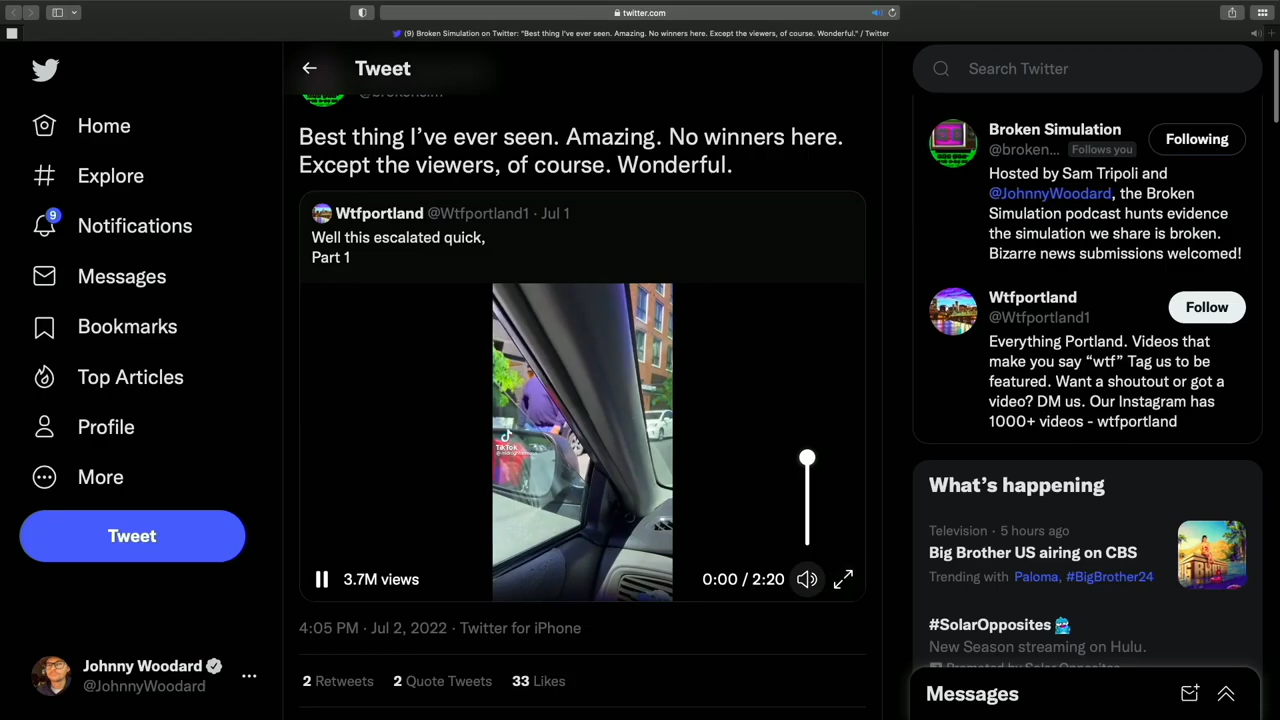 twitter.com
(9) Broken Simulation on Twitter: "Best thing I've ever seen. Amazing. No winners here. Except the viewers, of course. Wonderful." / Twitter
Home
Explore
9
Notifications
Messages
Bookmarks
Top Articles
Profile
More
Tweet
Johnny Woodard
@JohnnyWoodard
Tweet
Best thing I’ve ever seen. Amazing. No winners here.
Except the viewers, of course. Wonderful.
Wtfportland @Wtfportland1 · Jul 1
Well this escalated quick,
Part 1
TikTok
3.7M views
0:00 / 2:20
4:05 PM · Jul 2, 2022 · Twitter for iPhone
2 Retweets 2 Quote Tweets 33 Likes
Search Twitter
Broken Simulation
@broken... Follows you
Following
Hosted by Sam Tripoli and
@JohnnyWoodard, the Broken
Simulation podcast hunts evidence
the simulation we share is broken.
Bizarre news submissions welcomed!
Wtfportland
@Wtfportland1
Follow
Everything Portland. Videos that
make you say “wtf” Tag us to be
featured. Want a shoutout or got a
video? DM us. Our Instagram has
1000+ videos - wtfportland
What’s happening
Television · 5 hours ago
Big Brother US airing on CBS
Trending with Paloma, #BigBrother24
#SolarOpposites
New Season streaming on Hulu.
Promoted by Solar Opposites
Messages